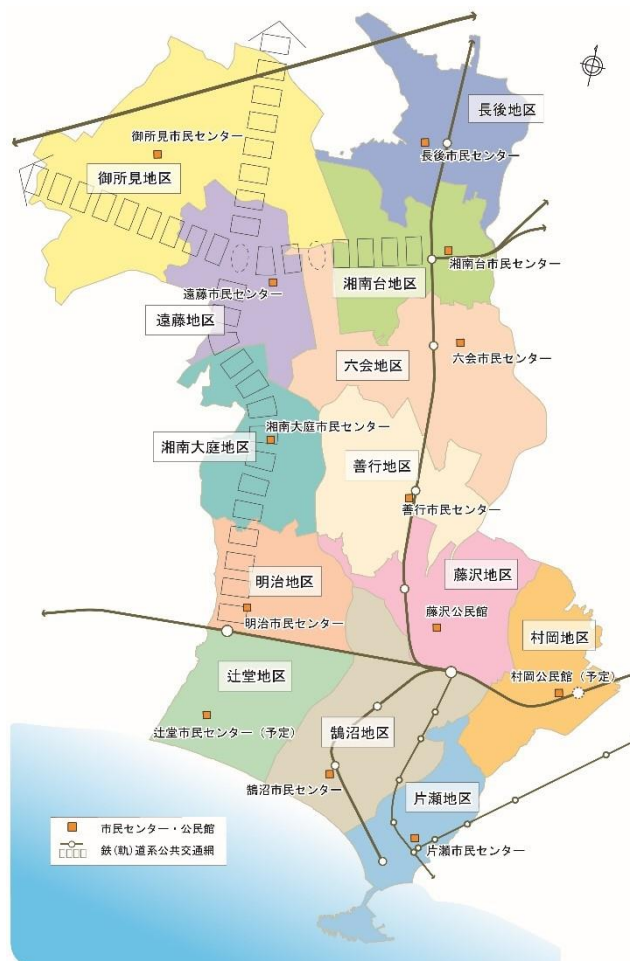 長後地区
御所見市民センター
長後市民センター
御所見地区
湘南台市民センター
湘南台地区
遠藤市民センター
遠藤地区
六会地区
六会市民センター
湘南大庭市民センター
湘南大庭地区
善行地区
善行市民センター
藤沢地区
明治地区
藤沢公民館
明治市民センター
村岡地区
辻堂地区
村岡公民館(予定)
辻堂市民センター(予定)
鵠沼地区
鵠沼市民センター
片瀬地区
市民センター・公民館
鉄(軌)道系公共交通網
片瀬市民センター